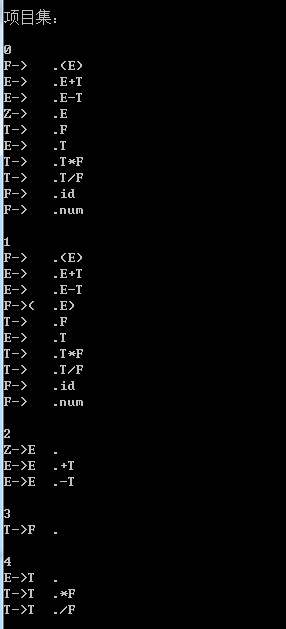 项目集:
0
F->   .(E)
E->   .E+T
E->   .E-T
Z->   .E
T->   .F
E->   .T
T->   .T*F
T->   .T/F
F->   .id
F->   .num
1
F->   .(E)
E->   .E+T
E->   .E-T
F->(  .E)
T->   .F
E->   .T
T->   .T*F
T->   .T/F
F->   .id
F->   .num
2
Z->E  .
E->E  .+T
E->E  .-T
3
T->F  .
4
E->T  .
T->T  .*F
T->T  ./F